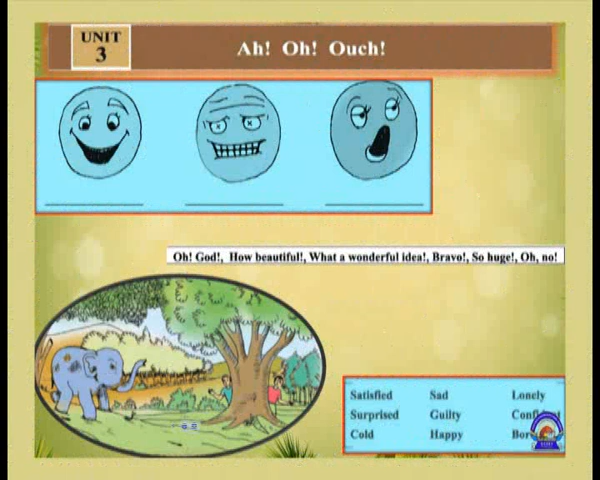 UNIT
3
Ah! Oh! Ouch!
Oh! God!, How beautiful!, What a wonderful idea!, Bravo!, So huge!, Oh, no!
Satisfied Sad Lonely
Surprised Guilty
Cold Happy